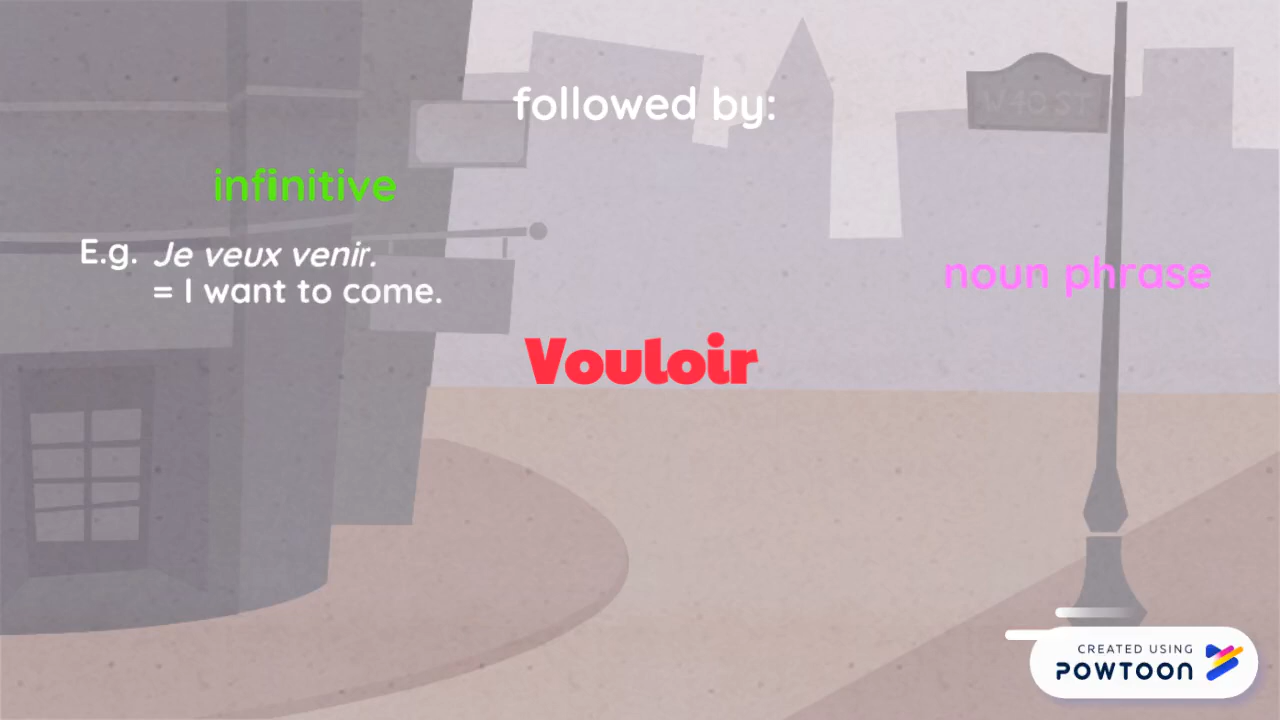 followed by:
infinitive
E.g. Je veux venir.
= I want to come.
noun phrase
Vouloir
CREATED USING
POWTOON